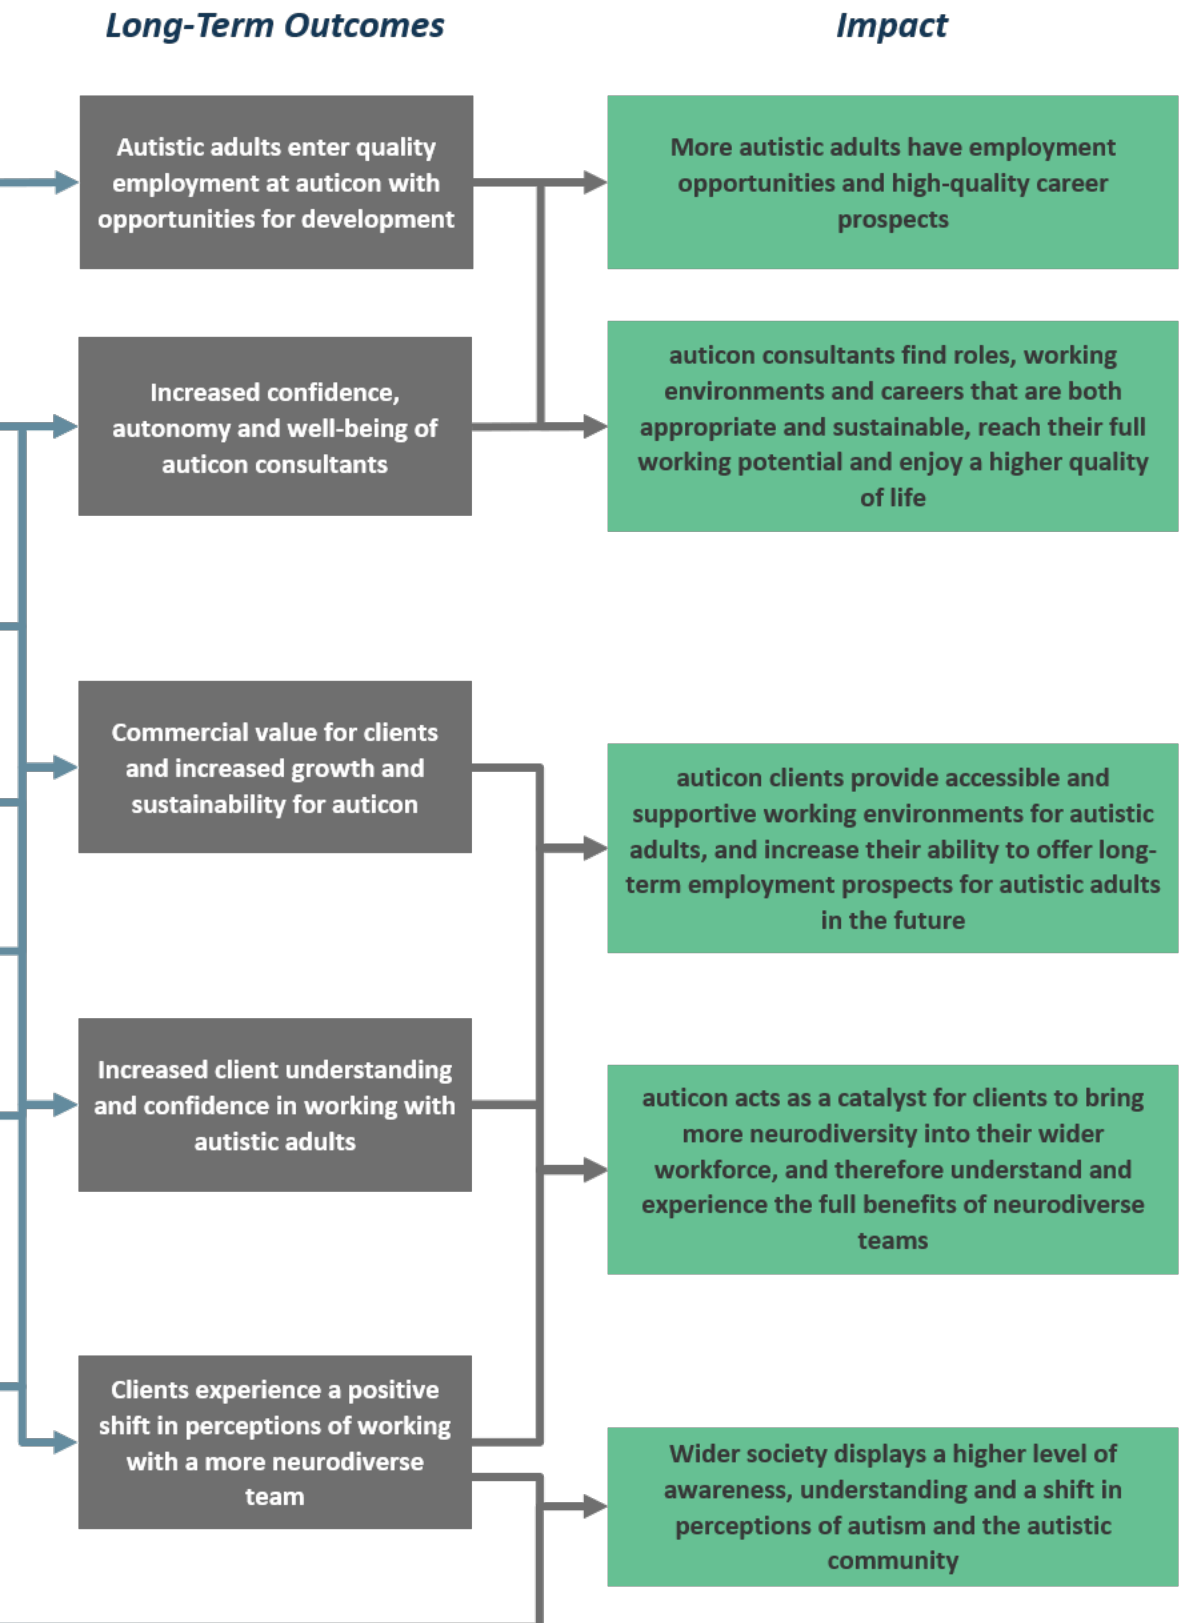 Long-Term Outcomes
Impact
Autistic adults enter quality
employment at auticon with
opportunities for development
More autistic adults have employment
opportunities and high-quality career
prospects
Increased confidence,
autonomy and well-being of
auticon consultants
auticon consultants find roles, working
environments and careers that are both
appropriate and sustainable, reach their full
working potential and enjoy a higher quality
of life
Commercial value for clients
and increased growth and
sustainability for auticon
auticon clients provide accessible and
supportive working environments for autistic
adults, and increase their ability to offer long-
term employment prospects for autistic adults
in the future
Increased client understanding
and confidence in working with
autistic adults
auticon acts as a catalyst for clients to bring
more neurodiversity into their wider
workforce, and therefore understand and
experience the full benefits of neurodiverse
teams
Clients experience a positive
shift in perceptions of working
with a more neurodiverse
team
Wider society displays a higher level of
awareness, understanding and a shift in
perceptions of autism and the autistic
community